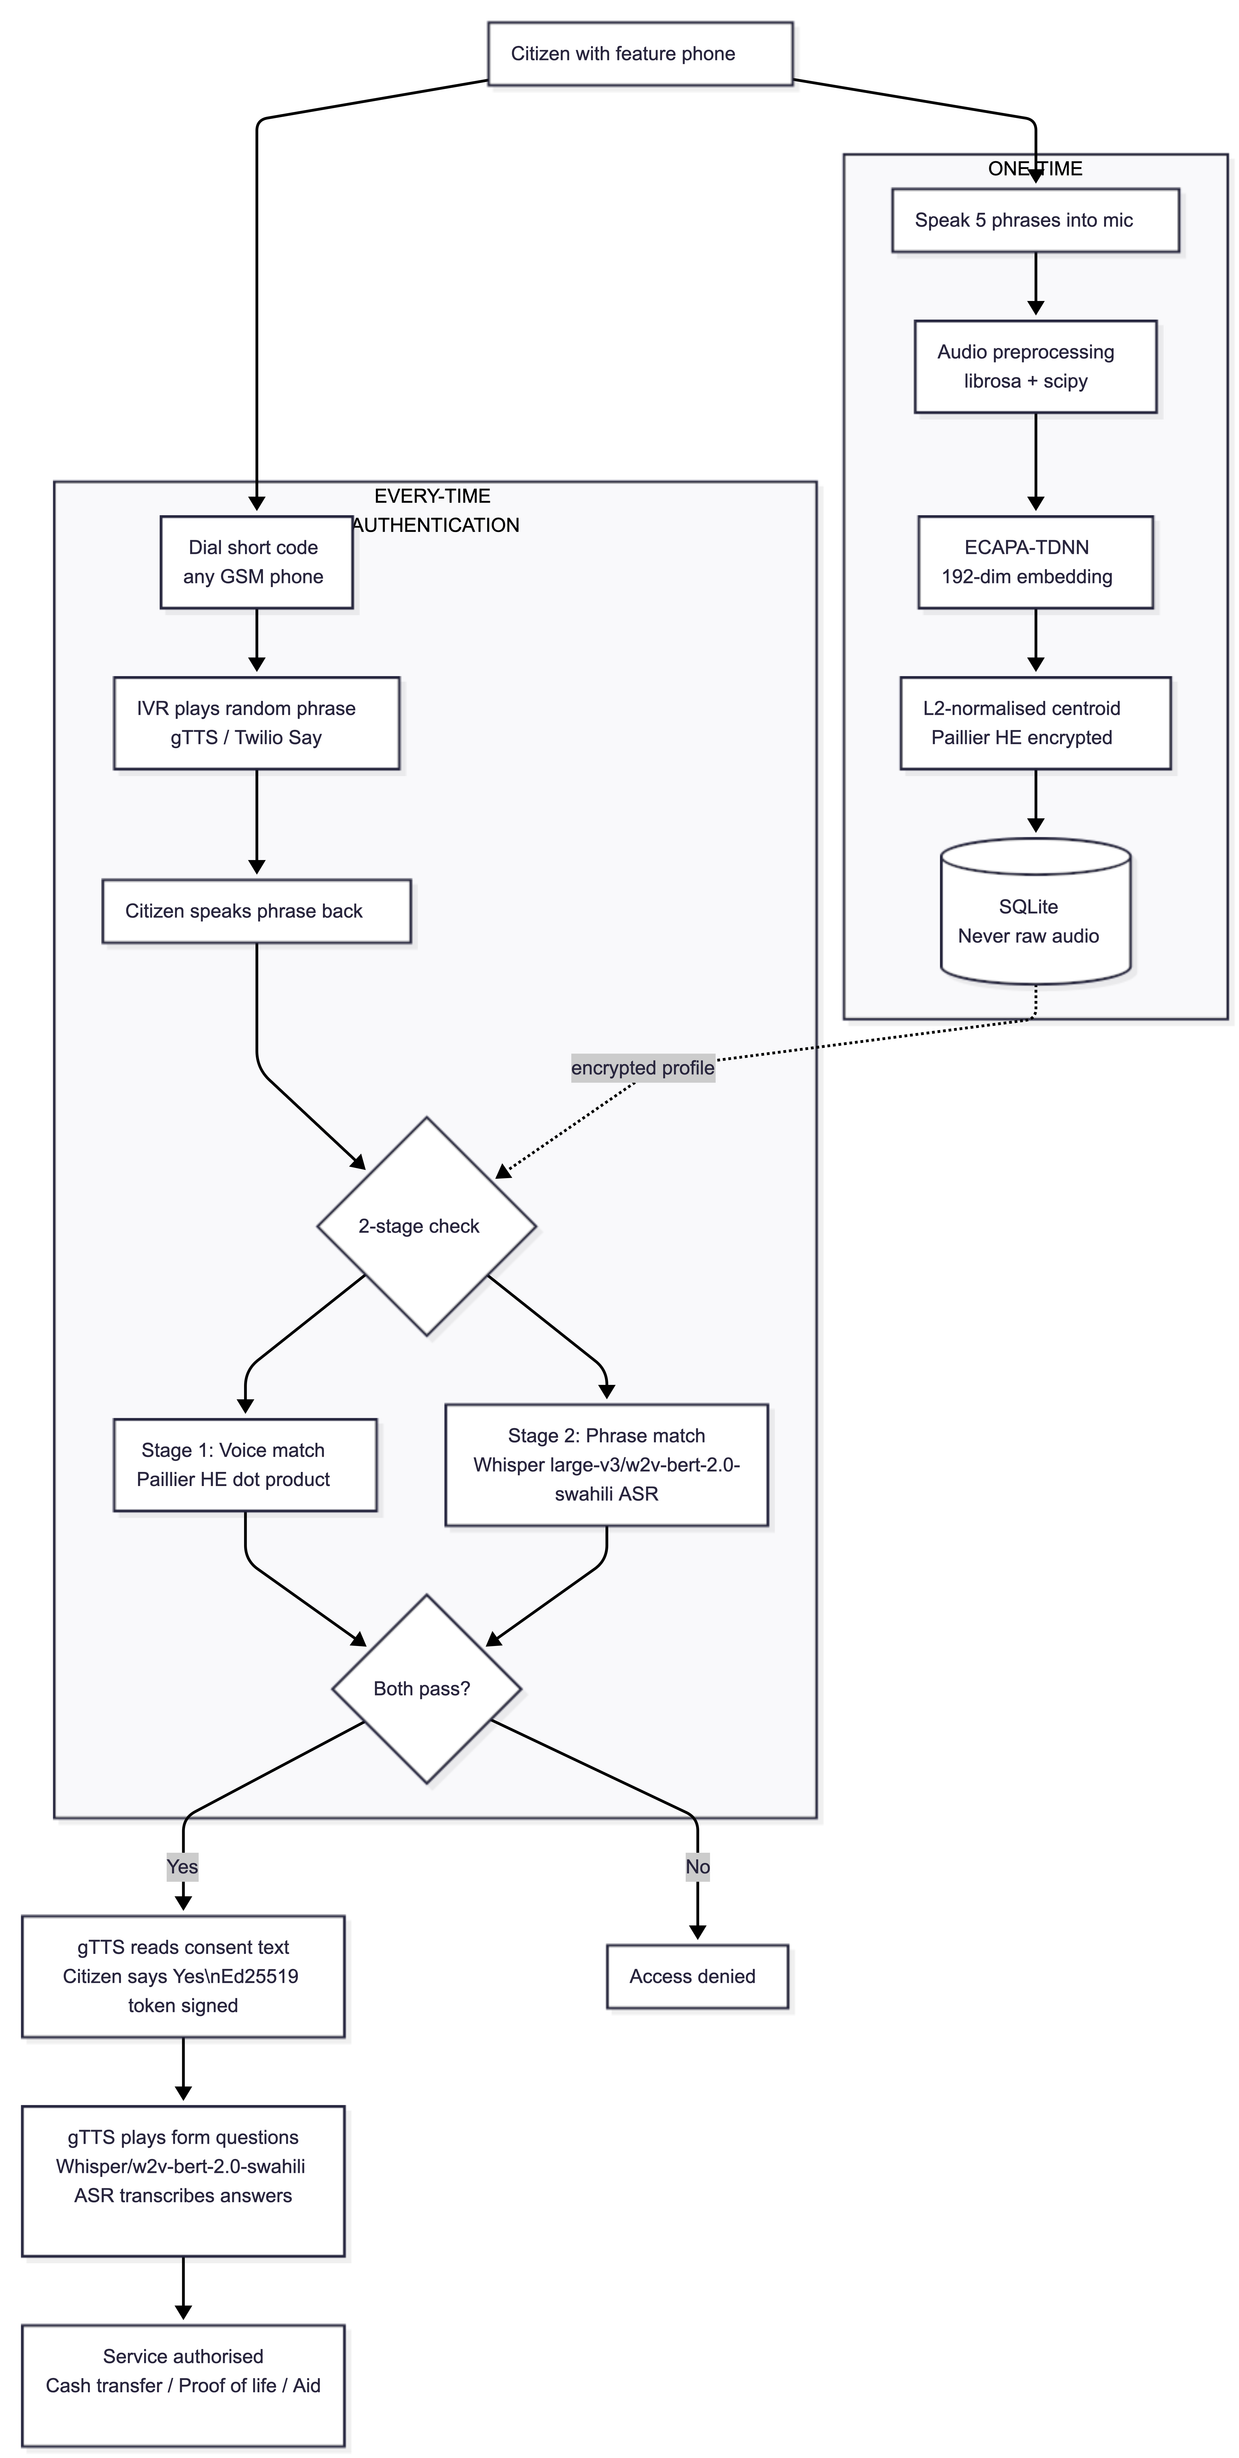 Citizen with feature phone
ONE-TIME
Speak 5 phrases into mic
Audio preprocessing
librosa + scipy
ECAPA-TDNN
192-dim embedding
L2-normalised centroid
Paillier HE encrypted
SQLite
Never raw audio
EVERY-TIME
AUTHENTICATION
Dial short code
any GSM phone
IVR plays random phrase
gTTS / Twilio Say
Citizen speaks phrase back
encrypted profile
2-stage check
Stage 1: Voice match
Paillier HE dot product
Stage 2: Phrase match
Whisper large-v3/w2v-bert-2.0-
swahili ASR
Both pass?
Yes
No
gTTS reads consent text
Citizen says Yes\nEd25519
token signed
Access denied
gTTS plays form questions
Whisper/w2v-bert-2.0-swahili
ASR transcribes answers
Service authorised
Cash transfer / Proof of life / Aid